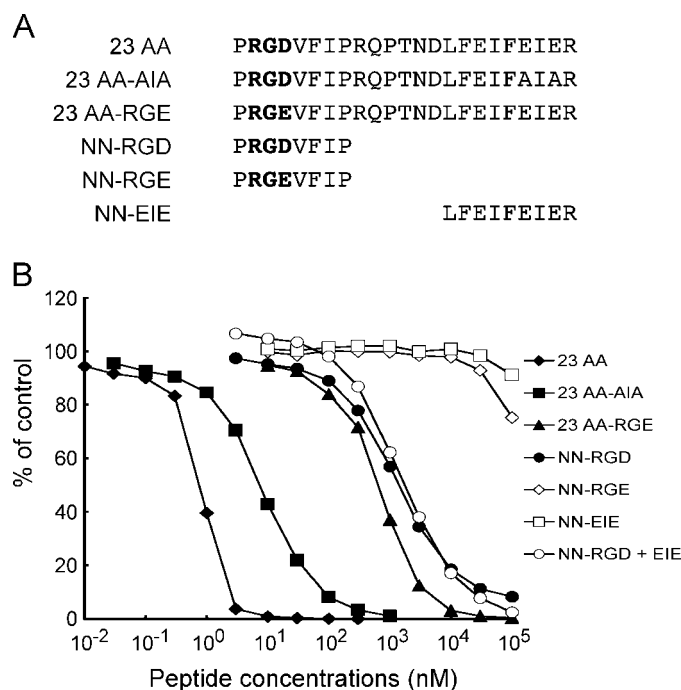 A
23 AA PRGDVFIPRQPTNDLFEIFEIER
23 AA-AIA PRGDVFIPRQPTNDLFEIFAIAR
23 AA-RGE PRGEVFIPRQPTNDLFEIFEIER
NN-RGD PRGDVFIP
NN-RGE PRGEVFIP
NN-EIE LFEIFEIER
B
120
100
80
60
40
20
0
% of control
10-2 10-1 100 101 102 103 104 105
Peptide concentrations (nM)
23 AA
23 AA-AIA
23 AA-RGE
NN-RGD
NN-RGE
NN-EIE
NN-RGD + EIE